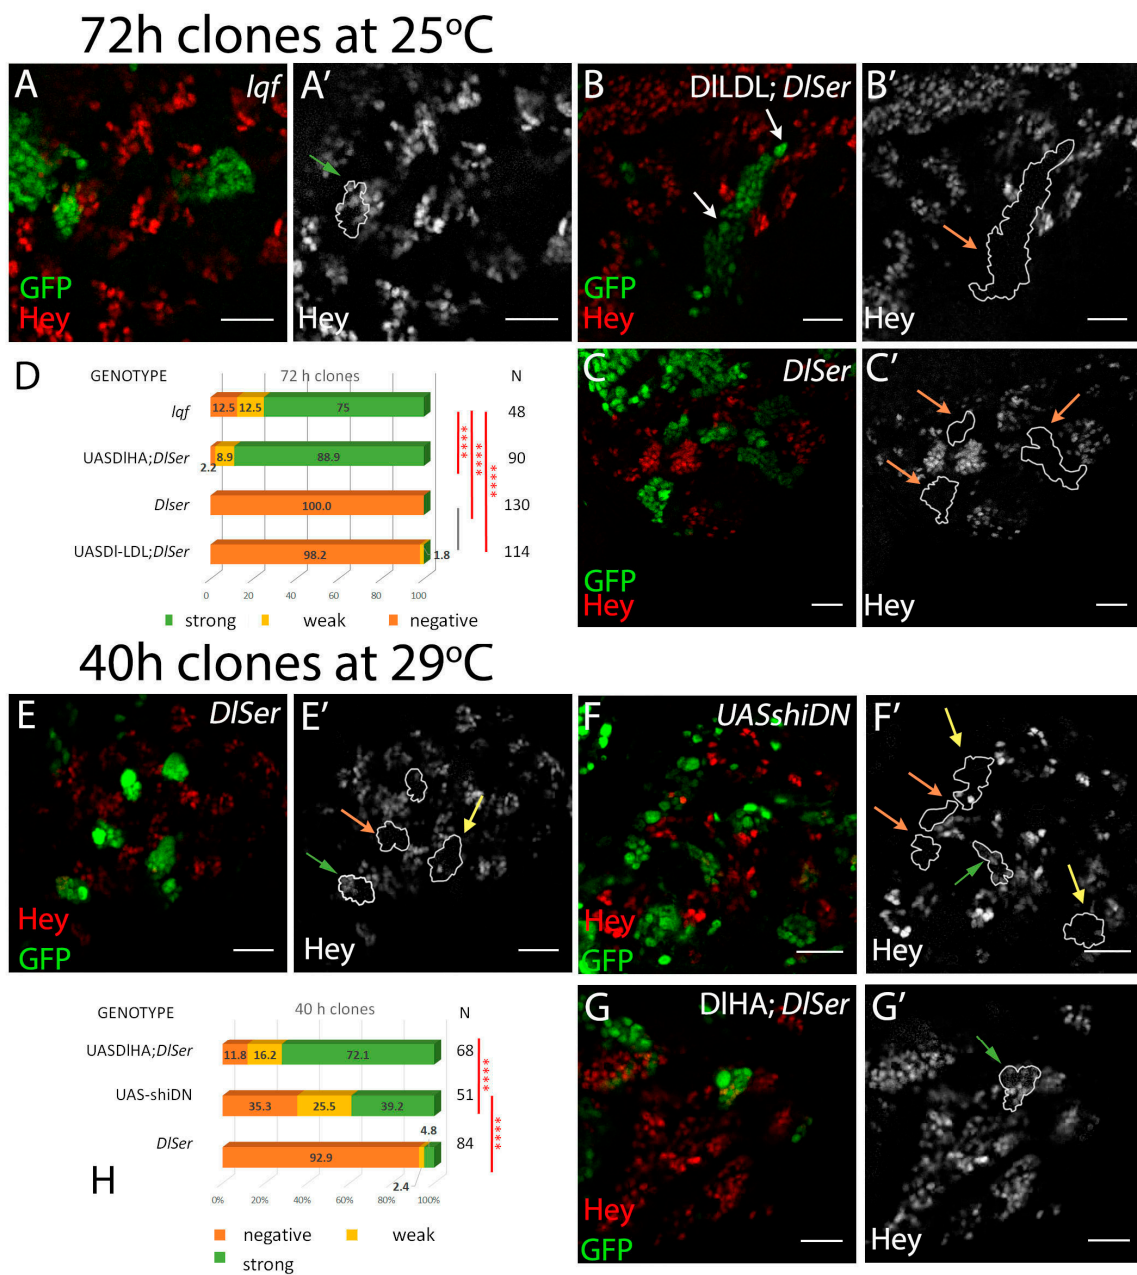 72h clones at 25ºC
A
lqf
GFP
Hey
A′
Hey
B
DlLDL; DlSer
GFP
Hey
B′
Hey
C
DlSer
GFP
Hey
C′
Hey
D
GENOTYPE 72 h clones N
lqf 12.5 12.5 75 48
UASDlHA;DlSer 2.2 8.9 88.9 90
Dlser 100.0 130
UASDl-LDL;DlSer 98.2 1.8 114
**** **** ****
0 20 40 60 80 100
strong weak negative
40h clones at 29ºC
E
DlSer
Hey
GFP
E′
Hey
F
UASshiDN
Hey
GFP
F′
Hey
G
DlHA; DlSer
Hey
GFP
G′
Hey
H
GENOTYPE 40 h clones N
UASDlHA;DlSer 11.8 16.2 72.1 68
UAS-shiDN 35.3 25.5 39.2 51
DlSer 92.9 2.4 4.8 84
**** ****
0% 20% 40% 60% 80% 100%
negative weak
strong